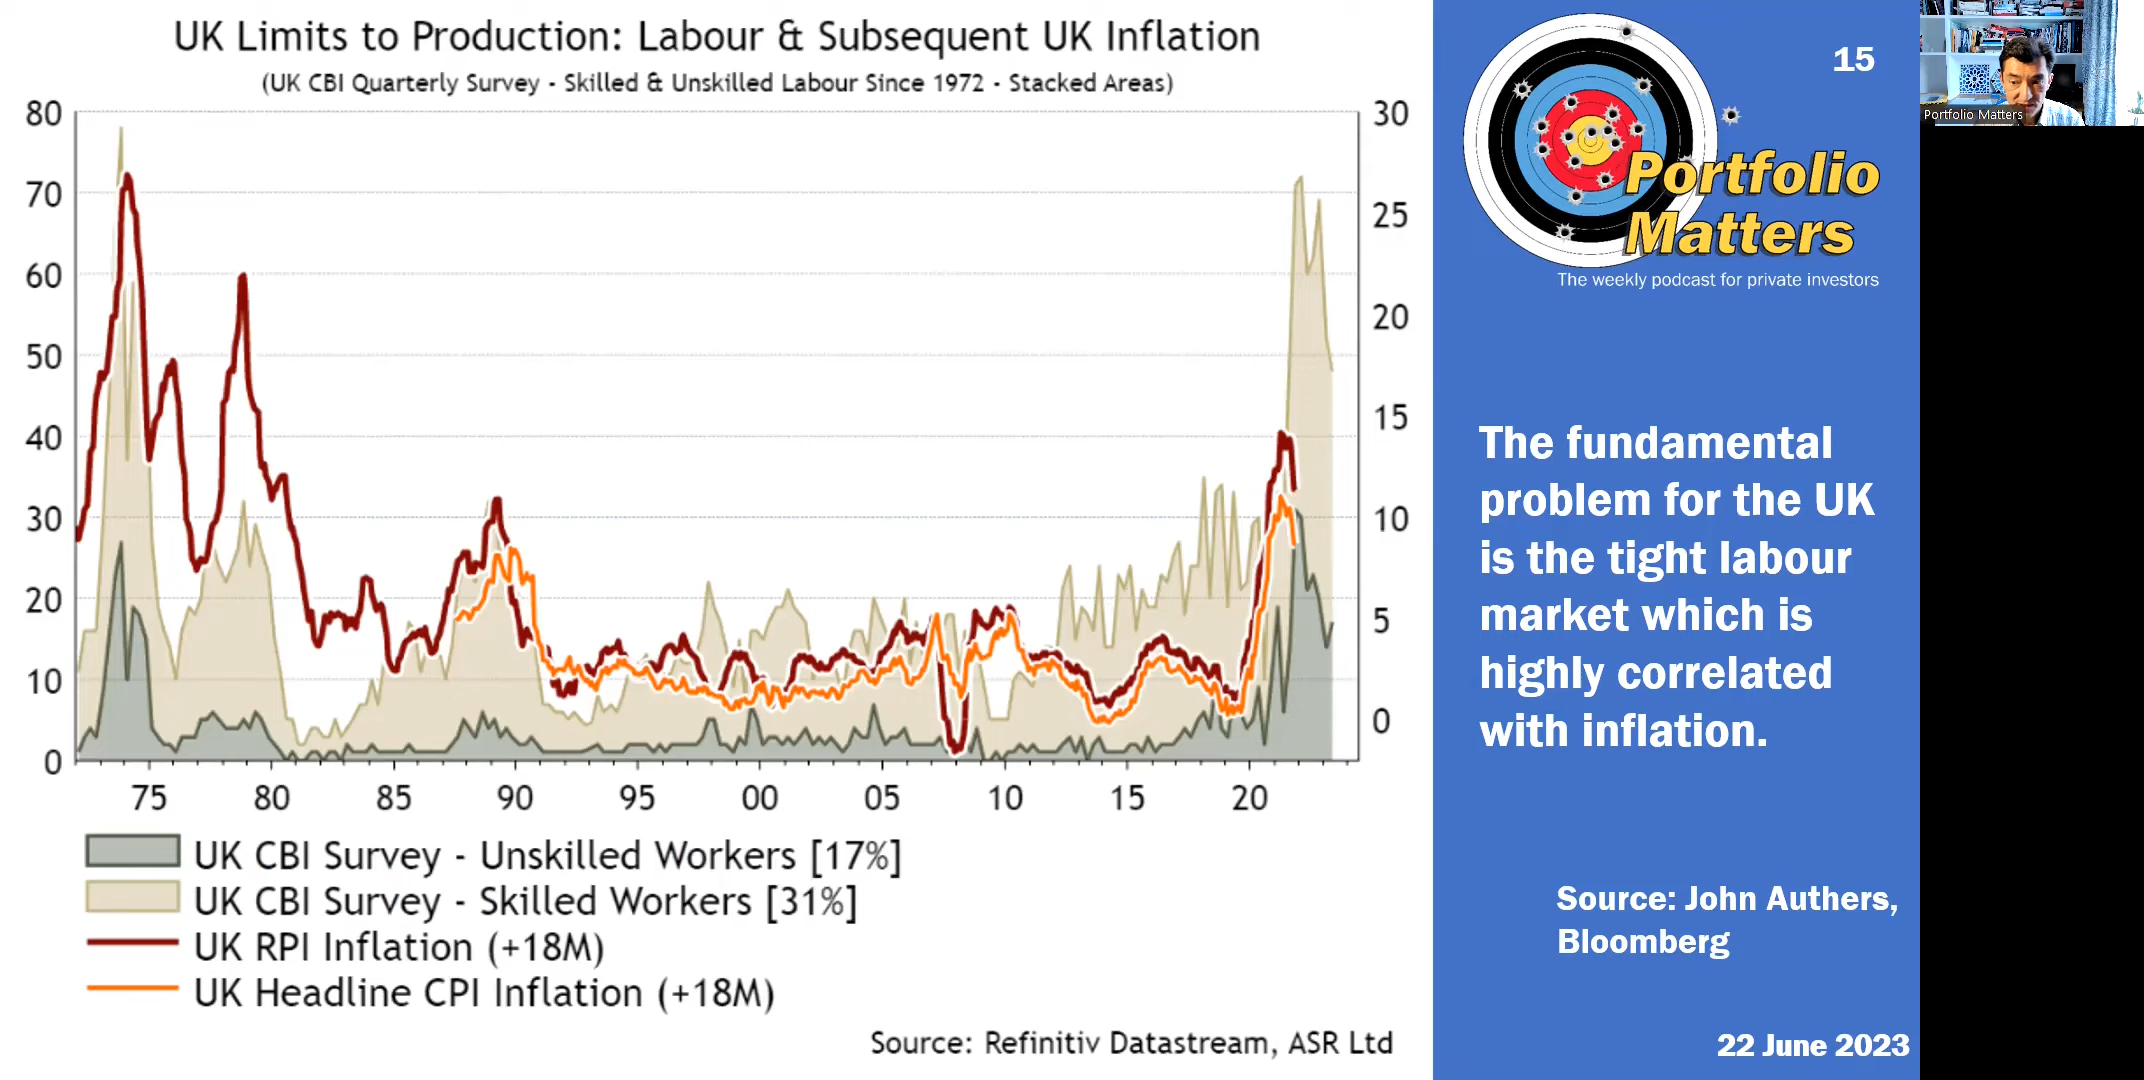 UK Limits to Production: Labour & Subsequent UK Inflation
(UK CBI Quarterly Survey - Skilled & Unskilled Labour Since 1972 - Stacked Areas)
80
70
60
50
40
30
20
10
0
30
25
20
15
10
5
0
75 80 85 90 95 00 05 10 15 20
UK CBI Survey - Unskilled Workers [17%]
UK CBI Survey - Skilled Workers [31%]
UK RPI Inflation (+18M)
UK Headline CPI Inflation (+18M)
Source: Refinitiv Datastream, ASR Ltd
15
Portfolio
Matters
The weekly podcast for private investors
The fundamental
problem for the UK
is the tight labour
market which is
highly correlated
with inflation.
Source: John Authers,
Bloomberg
22 June 2023
Portfolio Matters